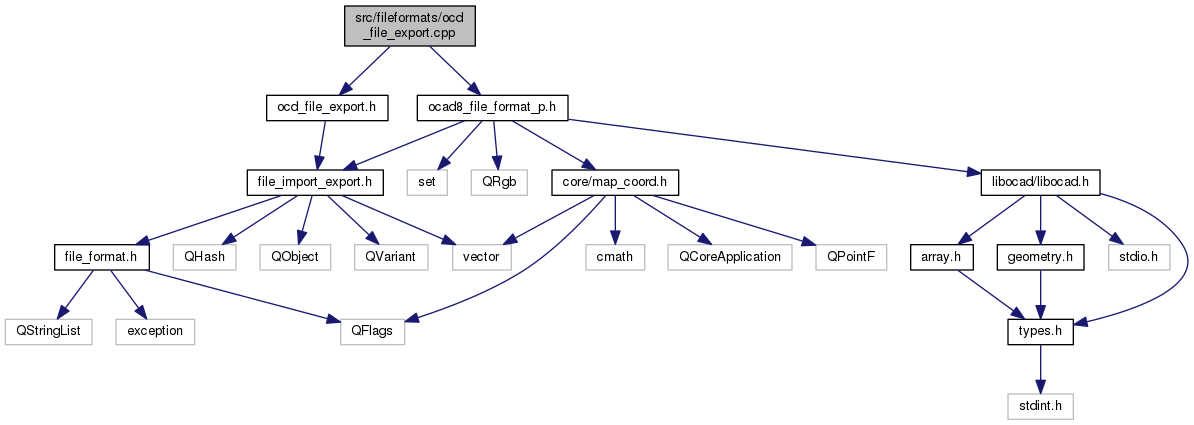 src/fileformats/ocd
_file_export.cpp
ocd_file_export.h
ocad8_file_format_p.h
file_import_export.h
set
QRgb
core/map_coord.h
libocad/libocad.h
file_format.h
QHash
QObject
QVariant
vector
cmath
QCoreApplication
QPointF
array.h
geometry.h
stdio.h
QStringList
exception
QFlags
types.h
stdint.h